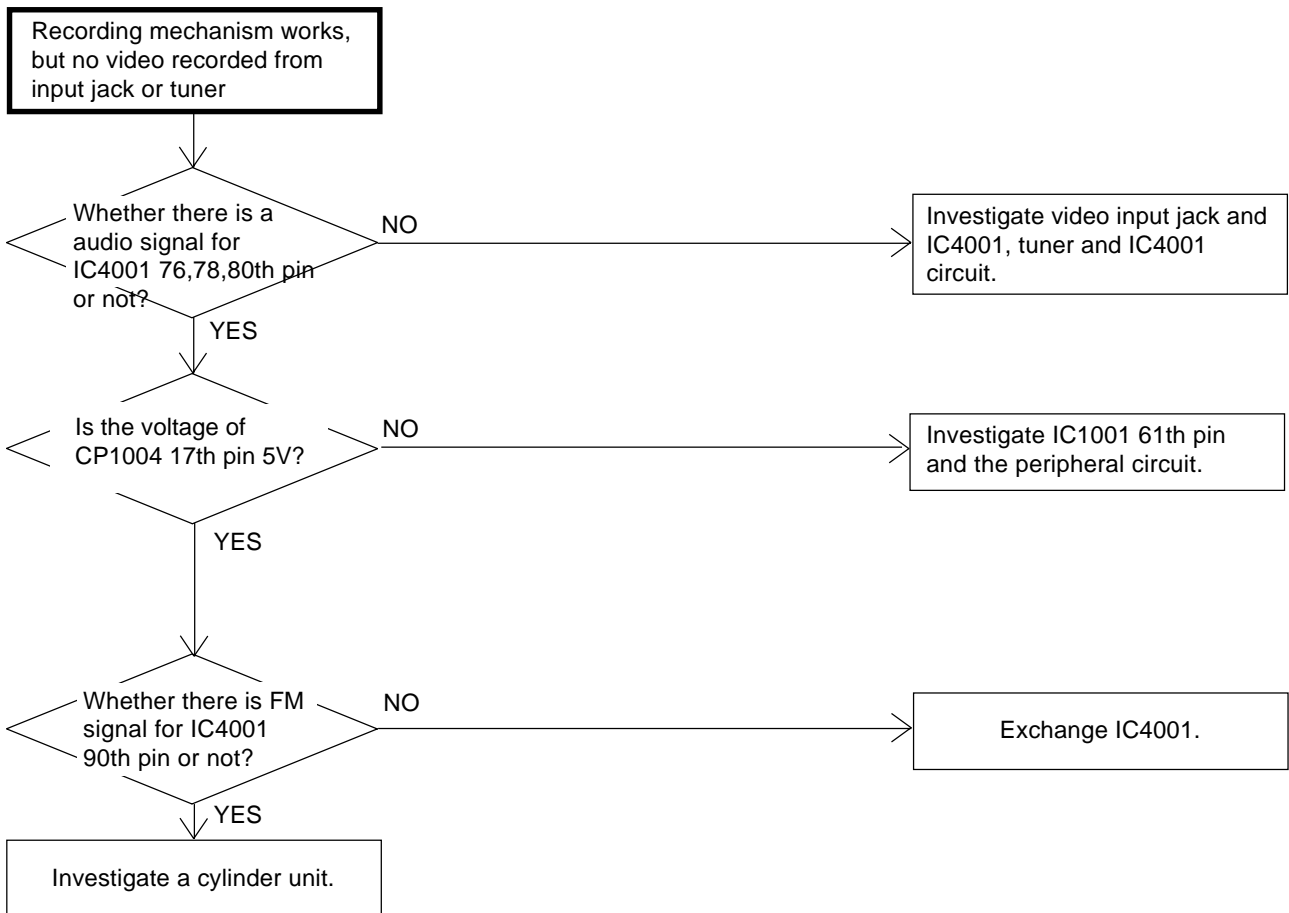 Recording mechanism works,
but no video recorded from
input jack or tuner
Whether there is a
audio signal for
IC4001 76,78,80th pin
or not?
NO
Investigate video input jack and
IC4001, tuner and IC4001
circuit.
YES
Is the voltage of
CP1004 17th pin 5V?
NO
Investigate IC1001 61th pin
and the peripheral circuit.
YES
Whether there is FM
signal for IC4001
90th pin or not?
NO
Exchange IC4001.
YES
Investigate a cylinder unit.